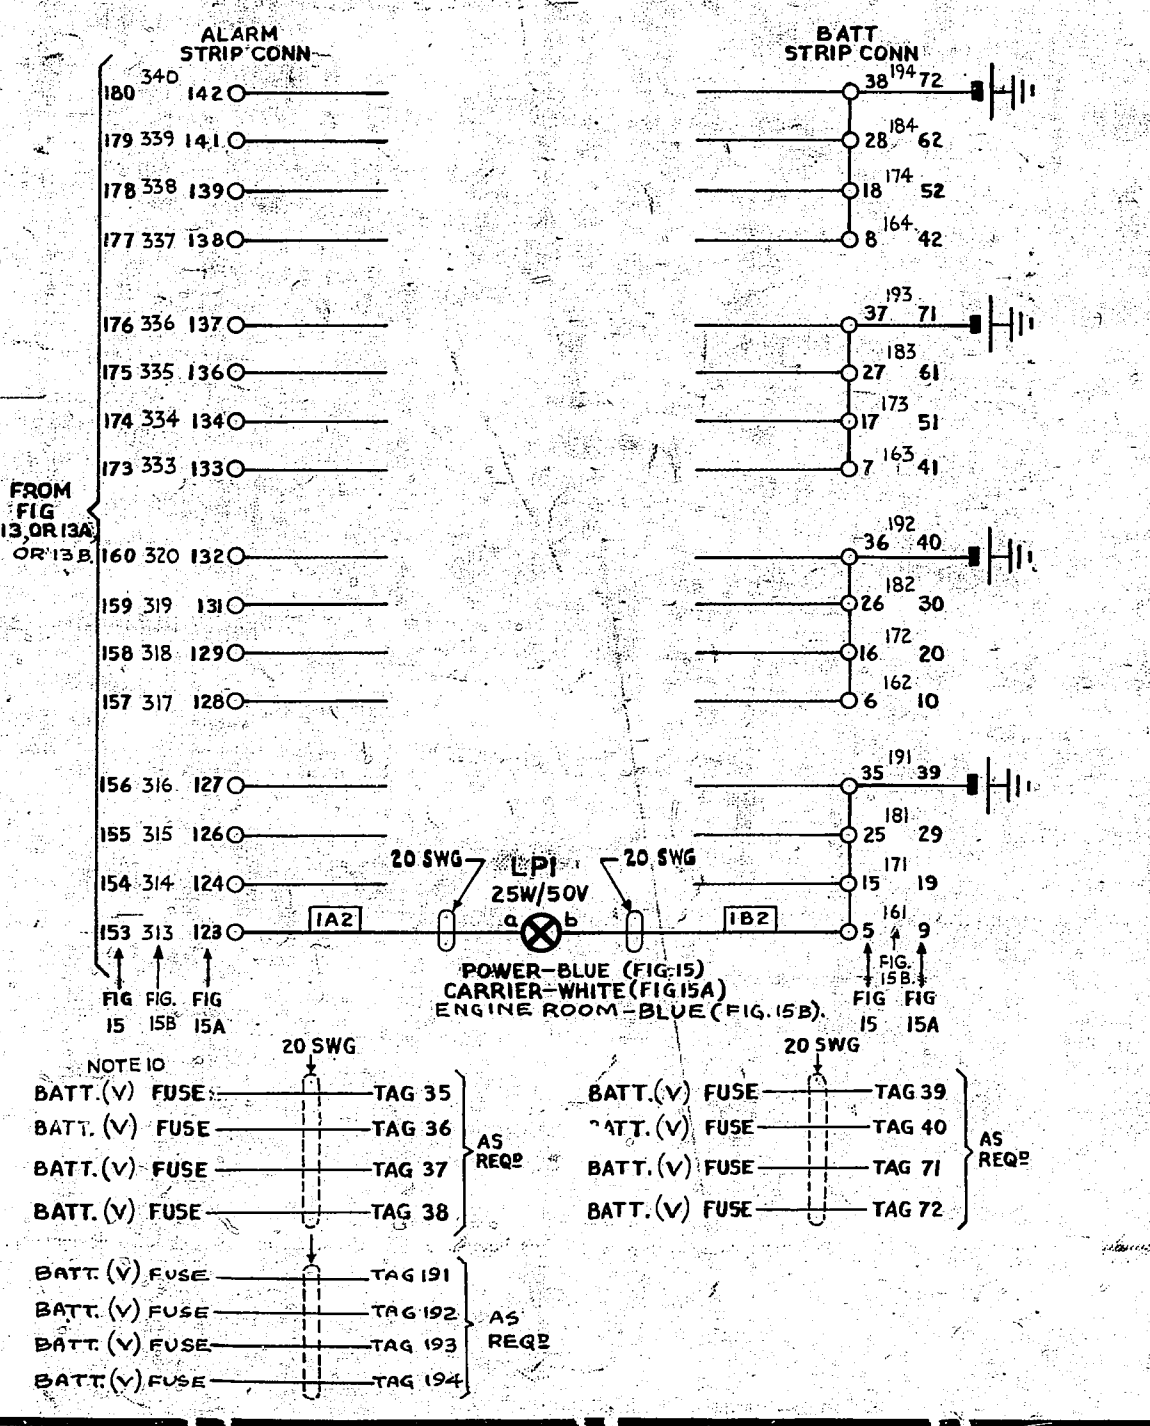 ALARM
STRIP CONN
BATT
STRIP CONN
180 340 142
38 194 72
179 339 141
28 184 62
178 338 139
18 174 52
177 337 138
8 164 42
176 336 137
37 193 71
175 335 136
27 183 61
174 334 134
17 173 51
173 333 133
7 163 41
FROM
FIG
13, OR 13A
OR 13B.
160 320 132
36 192 40
159 319 131
26 182 30
158 318 129
16 172 20
157 317 128
6 162 10
156 316 127
35 191 39
155 315 126
25 181 29
20 SWG
LP1
25W/50V
20 SWG
154 314 124
15 171 19
153 313 123
1A2
a b
1B2
5 161 9
FIG
15
FIG.
15B
FIG
15A
POWER-BLUE (FIG.15)
CARRIER-WHITE (FIG15A)
ENGINE ROOM-BLUE (FIG.15B).
FIG
15
FIG.
15B.
FIG
15A
NOTE 10
20 SWG
BATT.(V) FUSE TAG 35
BATT.(V) FUSE TAG 36
BATT.(V) FUSE TAG 37
BATT.(V) FUSE TAG 38
AS
REQD
20 SWG
BATT.(V) FUSE TAG 39
BATT.(V) FUSE TAG 40
BATT.(V) FUSE TAG 71
BATT.(V) FUSE TAG 72
AS
REQD
BATT.(V) FUSE TAG 191
BATT.(V) FUSE TAG 192
BATT.(V) FUSE TAG 193
BATT.(V) FUSE TAG 194
AS
REQD